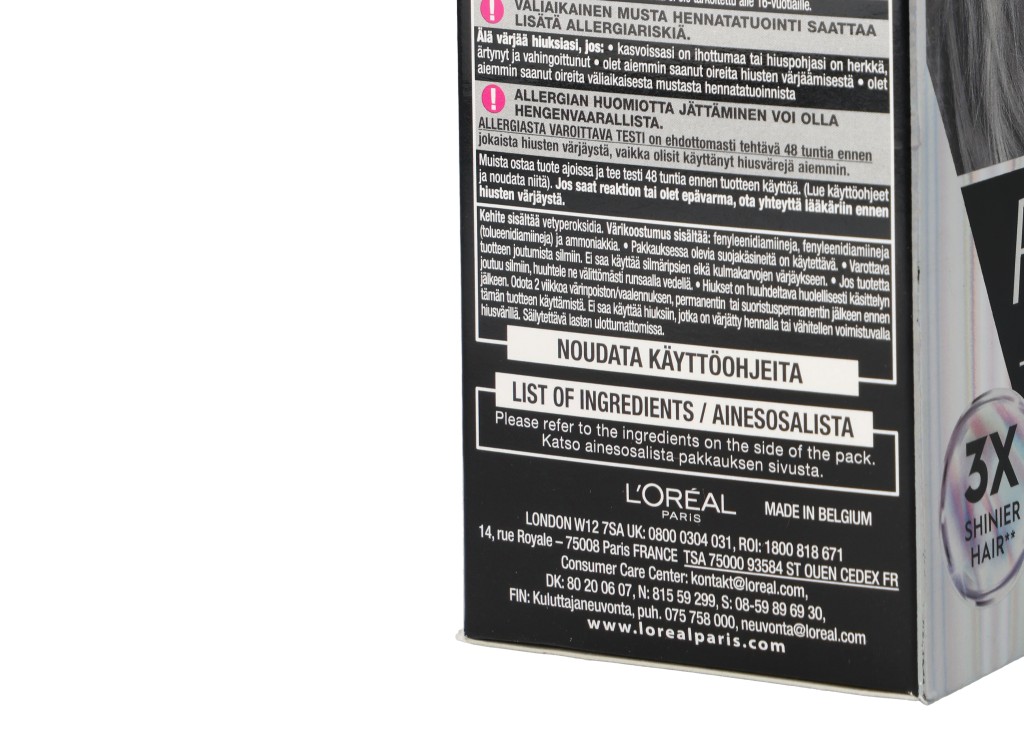 tarkoitettu alle 16-vuotiaille.
VÄLIAIKAINEN MUSTA HENNATATUOINTI SAATTAA
LISÄTÄ ALLERGIARISKIÄ.
Älä värjää hiuksiasi, jos: • kasvoissasi on ihottumaa tai hiuspohjasi on herkkä,
ärtynyt ja vahingoittunut • olet aiemmin saanut oireita hiusten värjäämisestä • olet
aiemmin saanut oireita väliaikaisesta mustasta hennatatuoinnista
ALLERGIAN HUOMIOTTA JÄTTÄMINEN VOI OLLA
HENGENVAARALLISTA.
ALLERGIASTA VAROITTAVA TESTI on ehdottomasti tehtävä 48 tuntia ennen
jokaista hiusten värjäystä, vaikka olisit käyttänyt hiusvärejä aiemmin.
Muista ostaa tuote ajoissa ja tee testi 48 tuntia ennen tuotteen käyttöä. (Lue käyttöohjeet
ja noudata niitä). Jos saat reaktion tai olet epävarma, ota yhteyttä lääkäriin ennen
hiusten värjäystä.
Kehite sisältää vetyperoksidia. Värikoostumus sisältää: fenyleenidiamiineja, fenyleenidiamiineja
(tolueenidiamiineja) ja ammoniakkia. • Pakkauksessa olevia suojakäsineitä on käytettävä. • Varottava
tuotteen joutumista silmiin. Ei saa käyttää silmäripsien eikä kulmakarvojen värjäykseen. • Jos tuotetta
joutuu silmiin, huuhtele ne välittömästi runsaalla vedellä. • Hiukset on huuhdeltava huolellisesti käsittelyn
jälkeen. Odota 2 viikkoa värinpoiston/vaalennuksen, permanentin tai suoristuspermanentin jälkeen ennen
tämän tuotteen käyttämistä. Ei saa käyttää hiuksiin, jotka on värjätty hennalla tai vähitellen voimistuvalla
hiusvärillä. Säilytettävä lasten ulottumattomissa.
NOUDATA KÄYTTÖOHJEITA
LIST OF INGREDIENTS / AINESOSALISTA
Please refer to the ingredients on the side of the pack.
Katso ainesosalista pakkauksen sivusta.
L'ORÉAL
PARIS
MADE IN BELGIUM
LONDON W12 7SA UK: 0800 0304 031, ROI: 1800 818 671
14, rue Royale – 75008 Paris FRANCE TSA 75000 93584 ST OUEN CEDEX FR
Consumer Care Center: kontakt@loreal.com,
DK: 80 20 06 07, N: 815 59 299, S: 08-59 89 69 30,
FIN: Kuluttajaneuvonta, puh. 075 758 000, neuvonta@loreal.com
www.lorealparis.com
3X
SHINIER
HAIR**